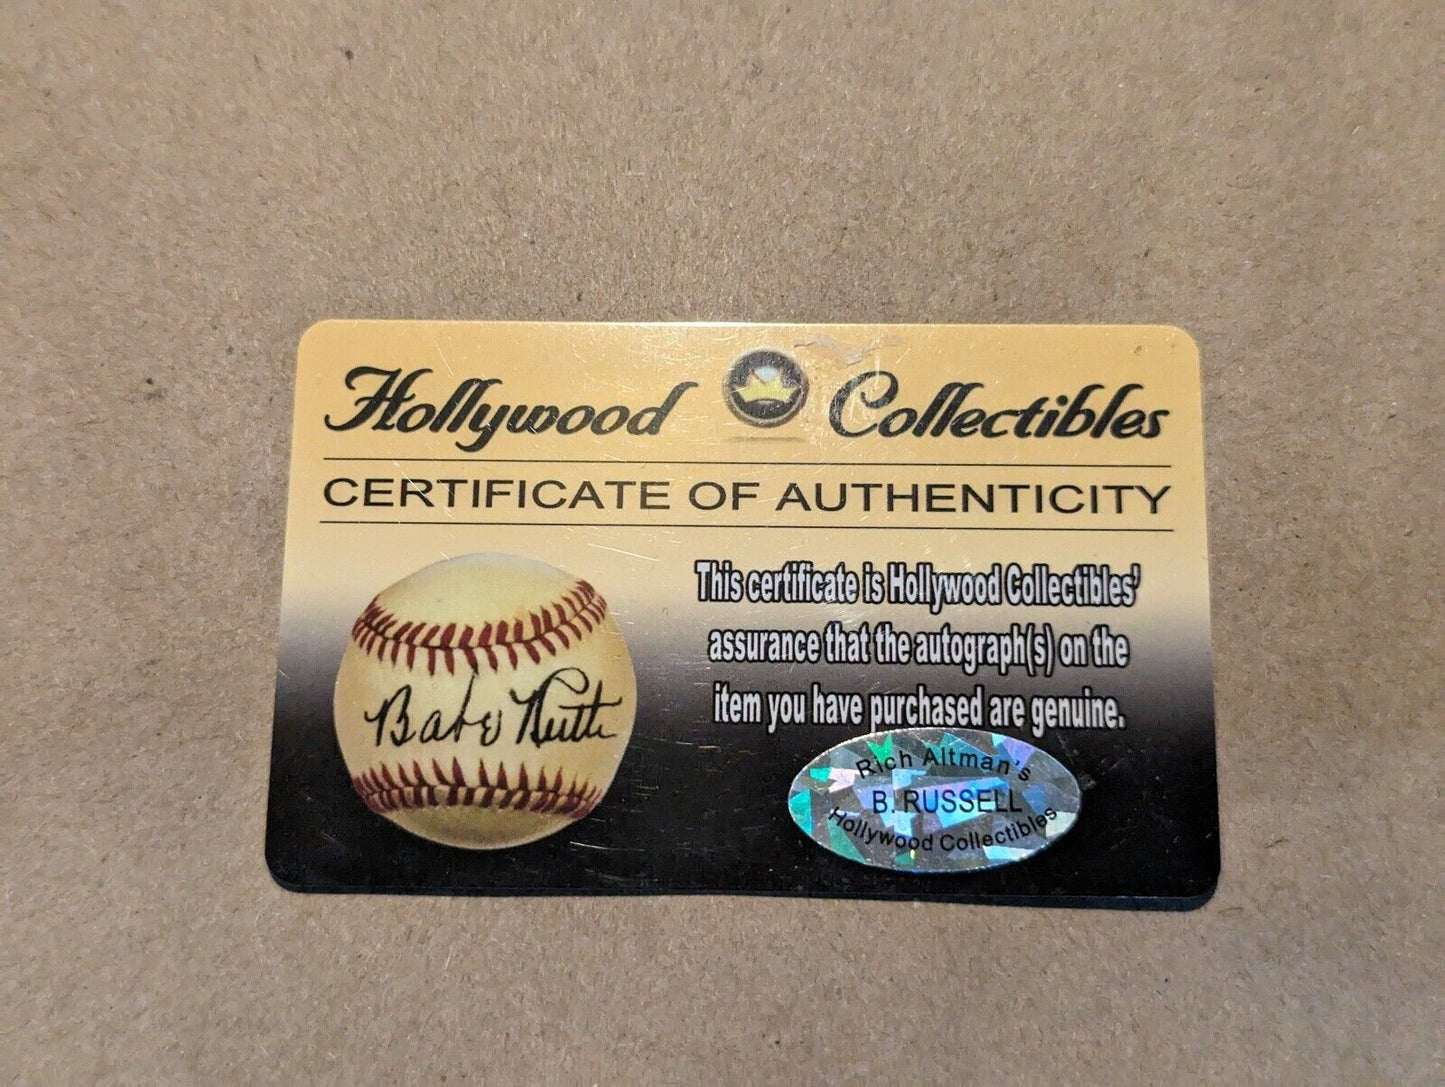 Hollywood Collectibles
CERTIFICATE OF AUTHENTICITY
This certificate is Hollywood Collectibles'
assurance that the autograph(s) on the
item you have purchased are genuine.
Babe Ruth
Rich Altman's
B. RUSSELL
Hollywood Collectibles